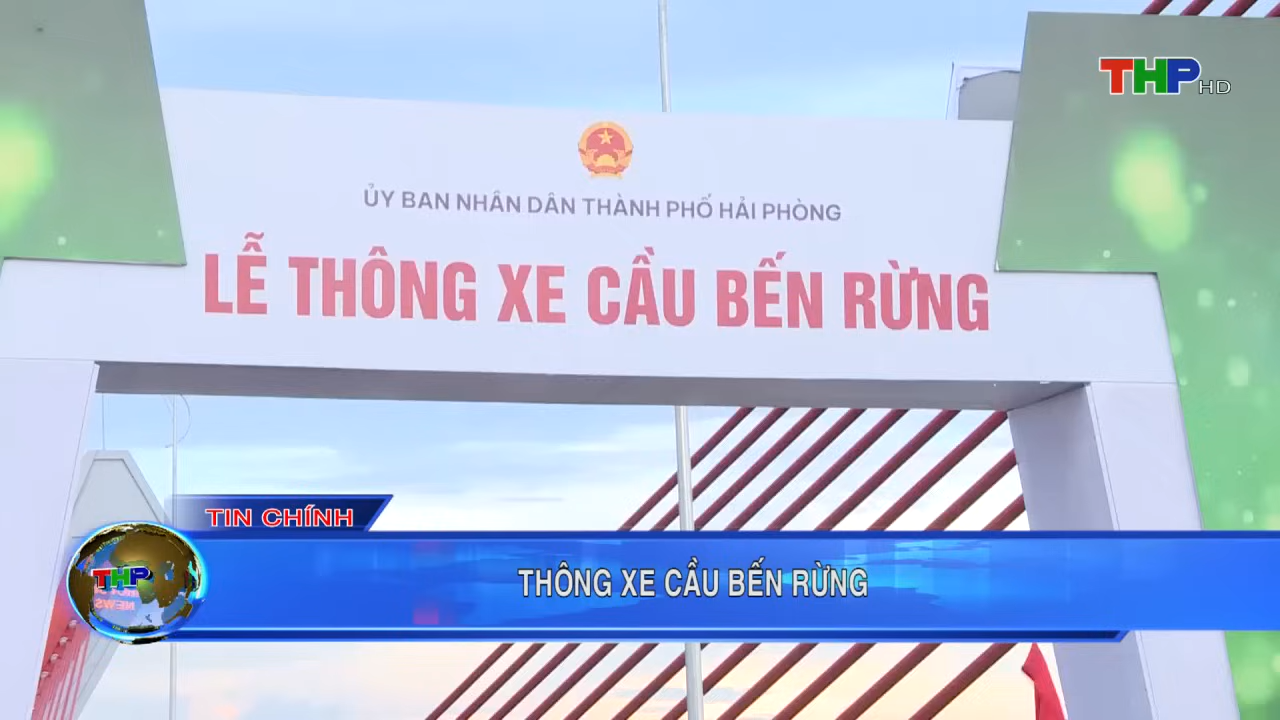 THP HD
ỦY BAN NHÂN DÂN THÀNH PHỐ HẢI PHÒNG
LỄ THÔNG XE CẦU BẾN RỪNG
TIN CHÍNH
THP
NEWS
THÔNG XE CẦU BẾN RỪNG